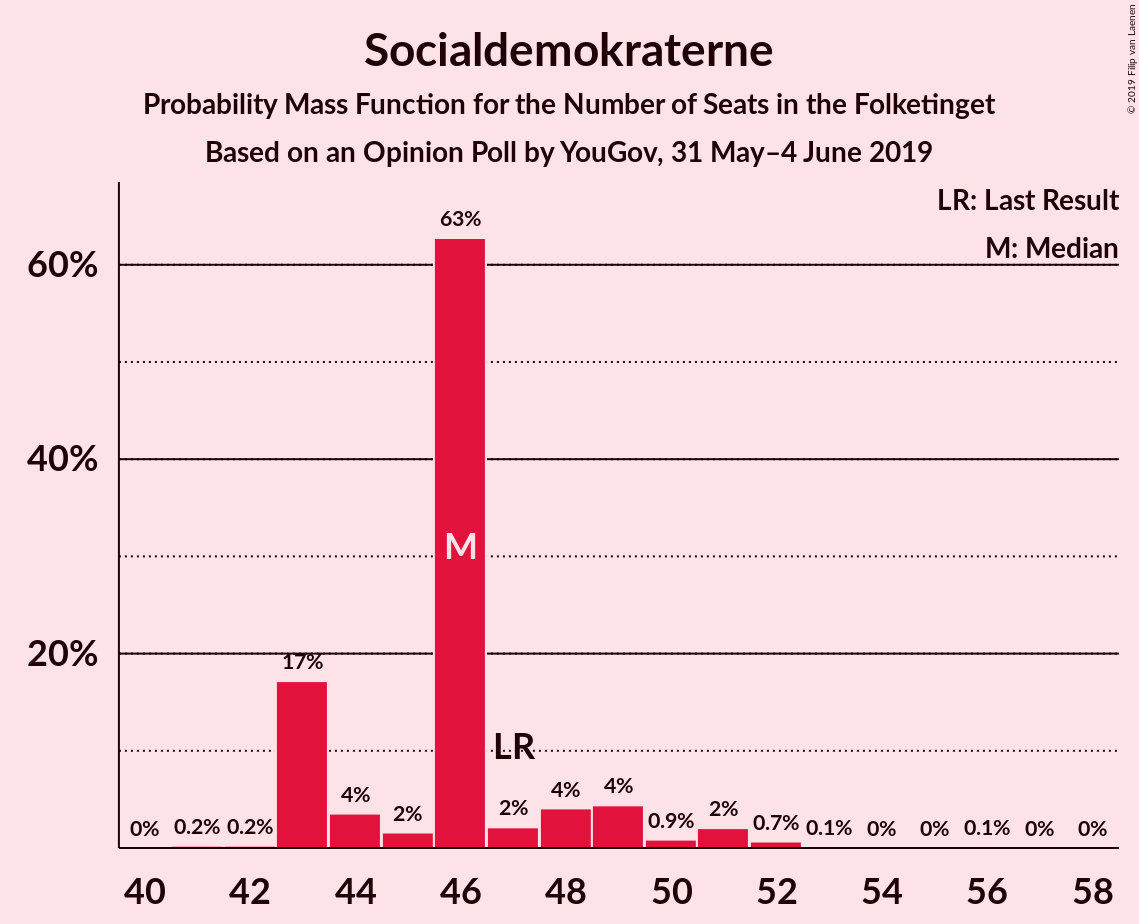 Socialdemokraterne
Probability Mass Function for the Number of Seats in the Folketinget
Based on an Opinion Poll by YouGov, 31 May–4 June 2019
© 2019 Filip van Laenen
LR: Last Result
M: Median
60%
40%
20%
0%
0.2%
0.2%
17%
4%
2%
63%
2%
4%
4%
0.9%
2%
0.7%
0.1%
0%
0%
0.1%
0%
0%
M
LR
40 42 44 46 48 50 52 54 56 58